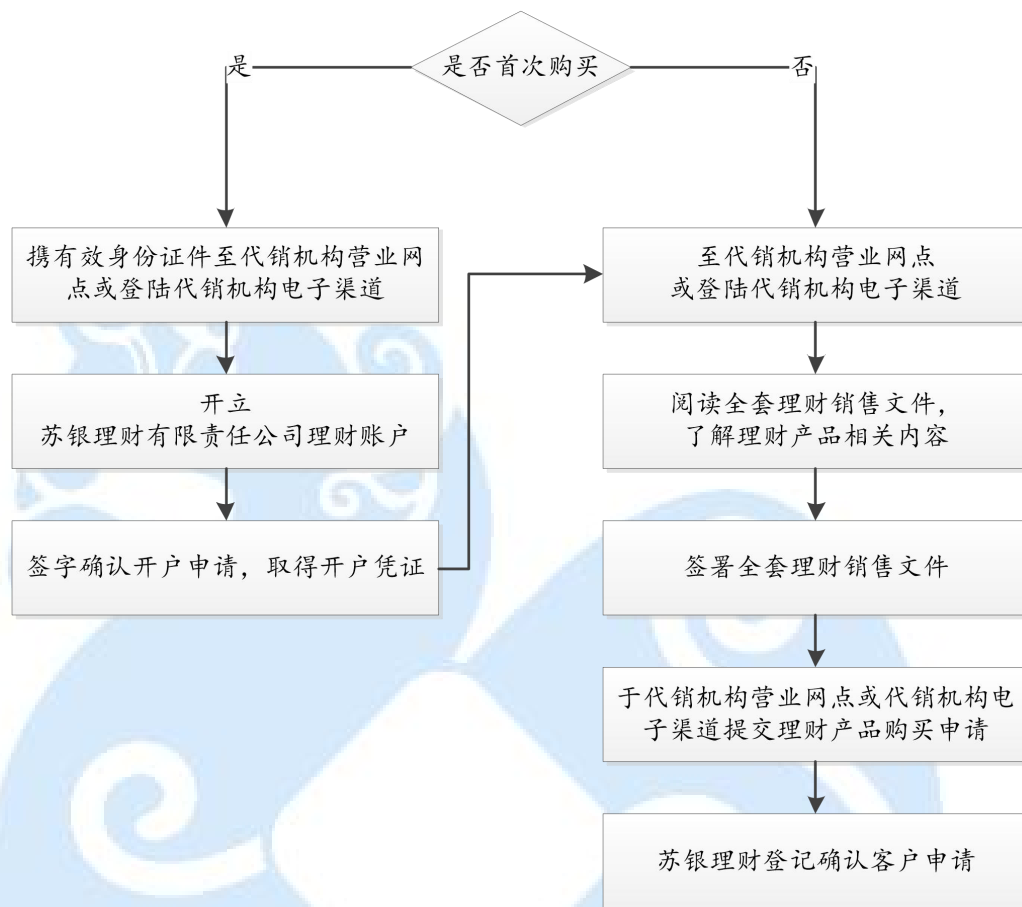 是否首次购买
是
否
携有效身份证件至代销机构营业网
点或登陆代销机构电子渠道
开立
苏银理财有限责任公司理财账户
签字确认开户申请，取得开户凭证
至代销机构营业网点
或登陆代销机构电子渠道
阅读全套理财销售文件，
了解理财产品相关内容
签署全套理财销售文件
于代销机构营业网点或代销机构电
子渠道提交理财产品购买申请
苏银理财登记确认客户申请